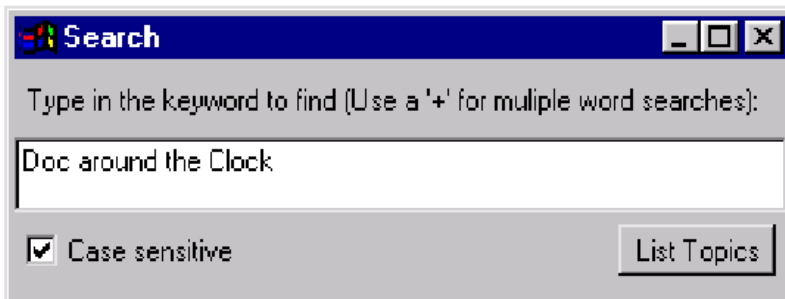 Search
Type in the keyword to find (Use a '+' for muliple word searches):
Doc around the Clock
Case sensitive
List Topics